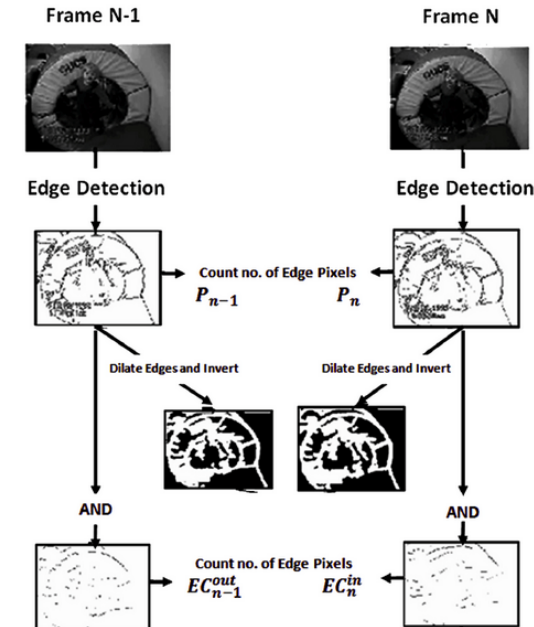 Frame N-1
Frame N
Edge Detection
Edge Detection
Count no. of Edge Pixels
P_{n-1}
P_n
Dilate Edges and Invert
Dilate Edges and Invert
AND
AND
Count no. of Edge Pixels
EC_{n-1}^{out}
EC_n^{in}